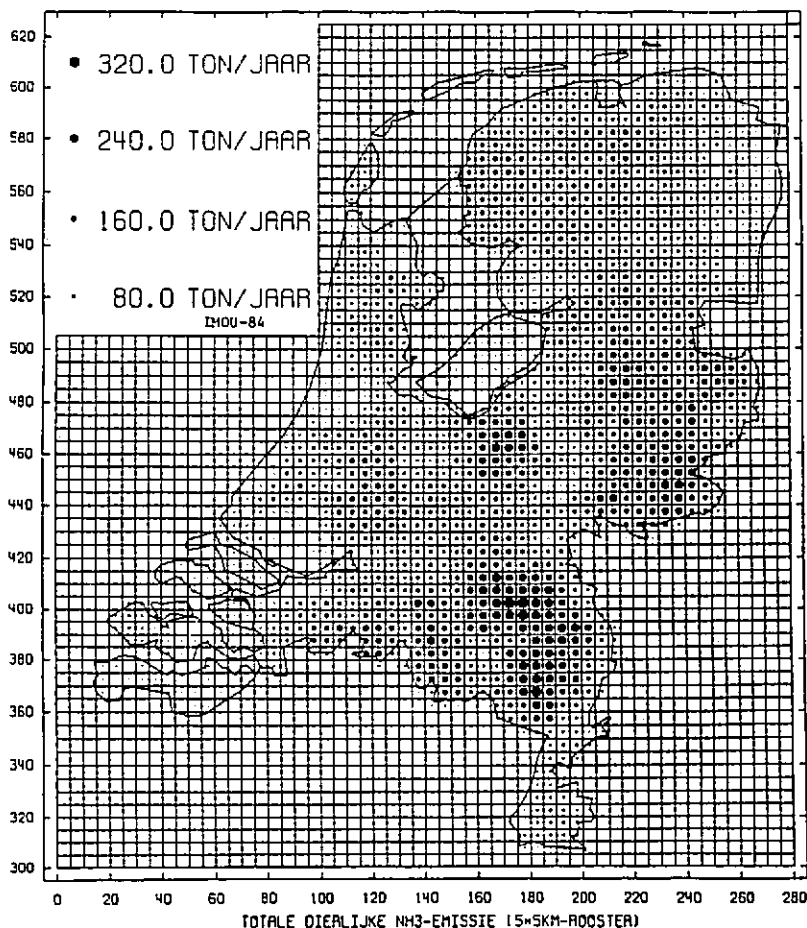 320.0 TON/JAAR
240.0 TON/JAAR
160.0 TON/JAAR
80.0 TON/JAAR
IMOU-84
620
600
580
560
540
520
500
480
460
440
420
400
380
360
340
320
300
0 20 40 60 80 100 120 140 160 180 200 220 240 260 280
TOTALE DIERLIJKE NH3-EMISSIE (5*5KM-ROOSTER)